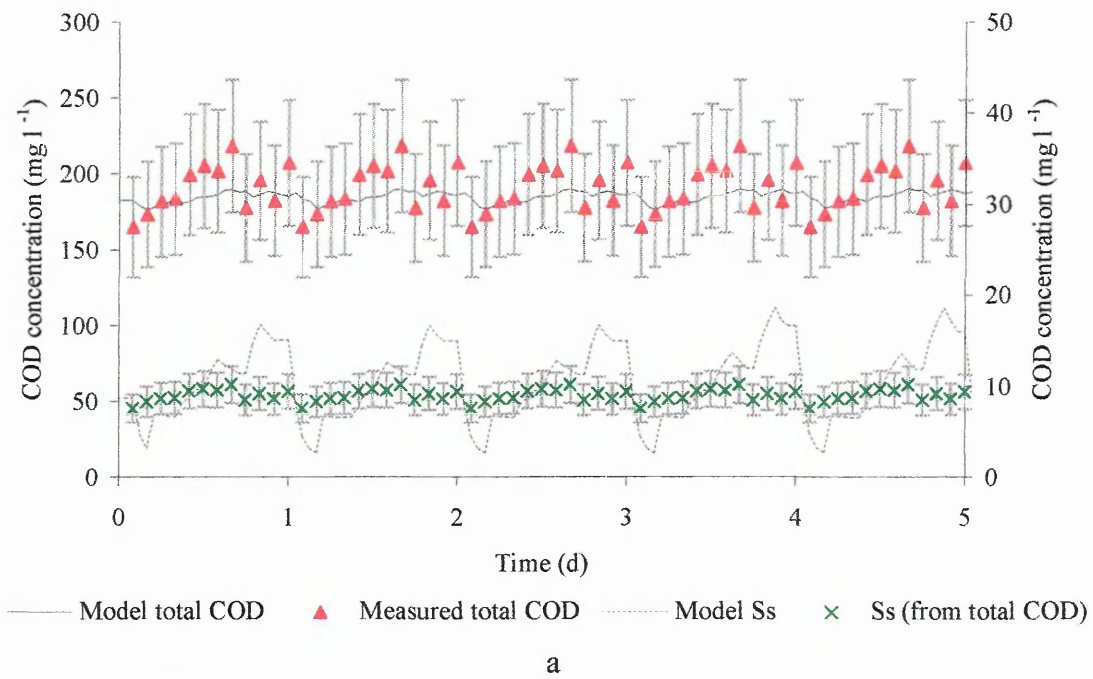 300
250
200
150
100
50
0
COD concentration (mg l⁻¹)
50
40
30
20
10
0
COD concentration (mg l⁻¹)
0 1 2 3 4 5
Time (d)
Model total COD Measured total COD Model Ss Ss (from total COD)
a